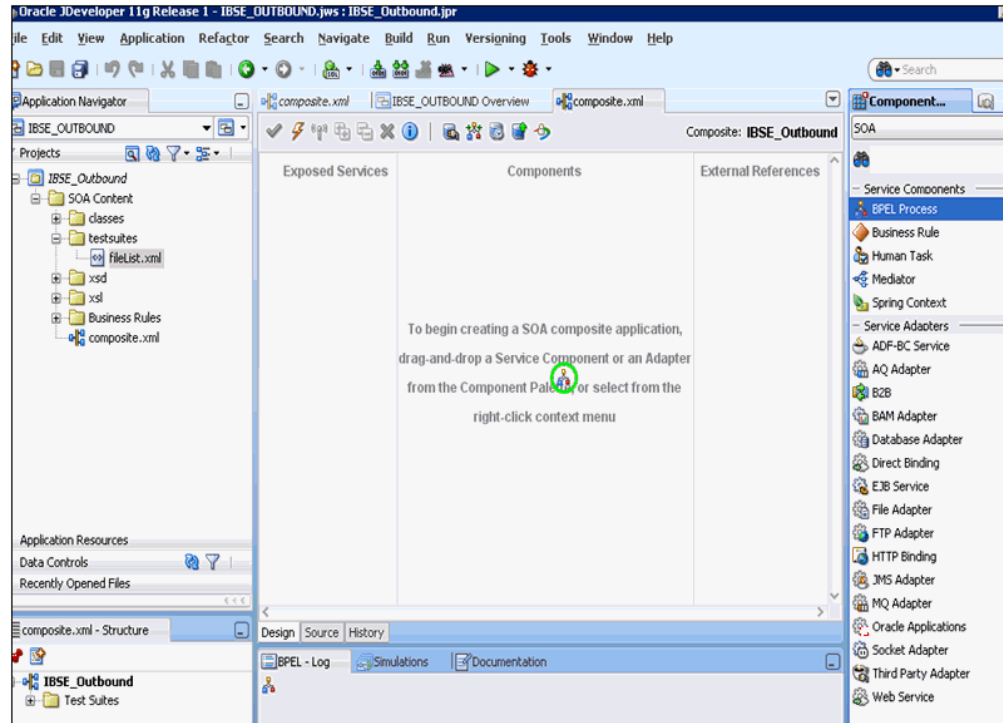 Oracle JDeveloper 11g Release 1 - IBSE_OUTBOUND.jws : IBSE_Outbound.jpr
ile Edit View Application Refactor Search Navigate Build Run Versioning Tools Window Help
Search
Application Navigator
composite.xml
IBSE_OUTBOUND Overview
composite.xml
Component...
IBSE_OUTBOUND
Composite: IBSE_Outbound
SOA
Projects
IBSE_Outbound
SOA Content
classes
testsuites
fileList.xml
xsd
xsl
Business Rules
composite.xml
Application Resources
Data Controls
Recently Opened Files
composite.xml - Structure
IBSE_Outbound
Test Suites
Exposed Services
Components
External References
To begin creating a SOA composite application,
drag-and-drop a Service Component or an Adapter
from the Component Pale or select from the
right-click context menu
Design Source History
BPEL - Log
Simulations
Documentation
Service Components
BPEL Process
Business Rule
Human Task
Mediator
Spring Context
Service Adapters
ADF-BC Service
AQ Adapter
B2B
BAM Adapter
Database Adapter
Direct Binding
EJB Service
File Adapter
FTP Adapter
HTTP Binding
JMS Adapter
MQ Adapter
Oracle Applications
Socket Adapter
Third Party Adapter
Web Service